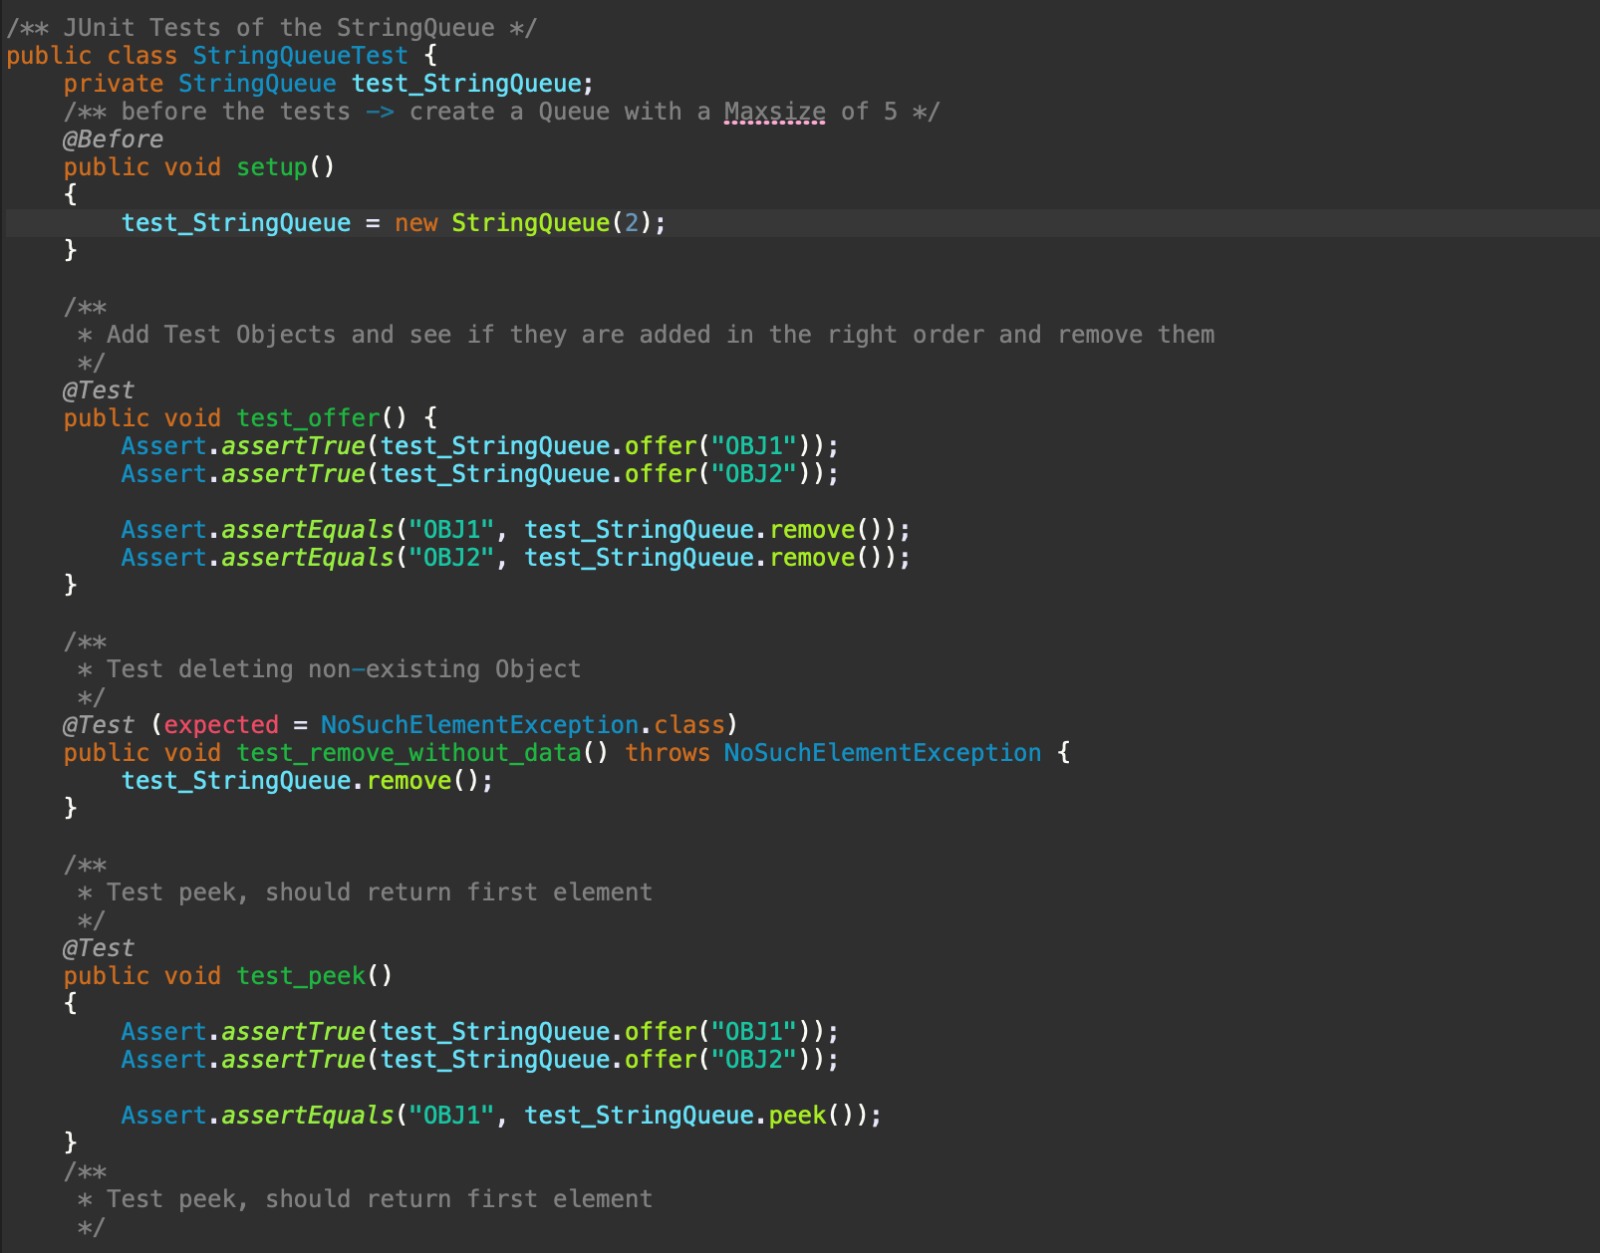 /** JUnit Tests of the StringQueue */
public class StringQueueTest {
    private StringQueue test_StringQueue;
    /** before the tests -> create a Queue with a Maxsize of 5 */
    @Before
    public void setup()
    {
        test_StringQueue = new StringQueue(2);
    }

    /**
     * Add Test Objects and see if they are added in the right order and remove them
     */
    @Test
    public void test_offer() {
        Assert.assertTrue(test_StringQueue.offer("OBJ1"));
        Assert.assertTrue(test_StringQueue.offer("OBJ2"));

        Assert.assertEquals("OBJ1", test_StringQueue.remove());
        Assert.assertEquals("OBJ2", test_StringQueue.remove());
    }

    /**
     * Test deleting non-existing Object
     */
    @Test (expected = NoSuchElementException.class)
    public void test_remove_without_data() throws NoSuchElementException {
        test_StringQueue.remove();
    }

    /**
     * Test peek, should return first element
     */
    @Test
    public void test_peek()
    {
        Assert.assertTrue(test_StringQueue.offer("OBJ1"));
        Assert.assertTrue(test_StringQueue.offer("OBJ2"));

        Assert.assertEquals("OBJ1", test_StringQueue.peek());
    }
    /**
     * Test peek, should return first element
     */